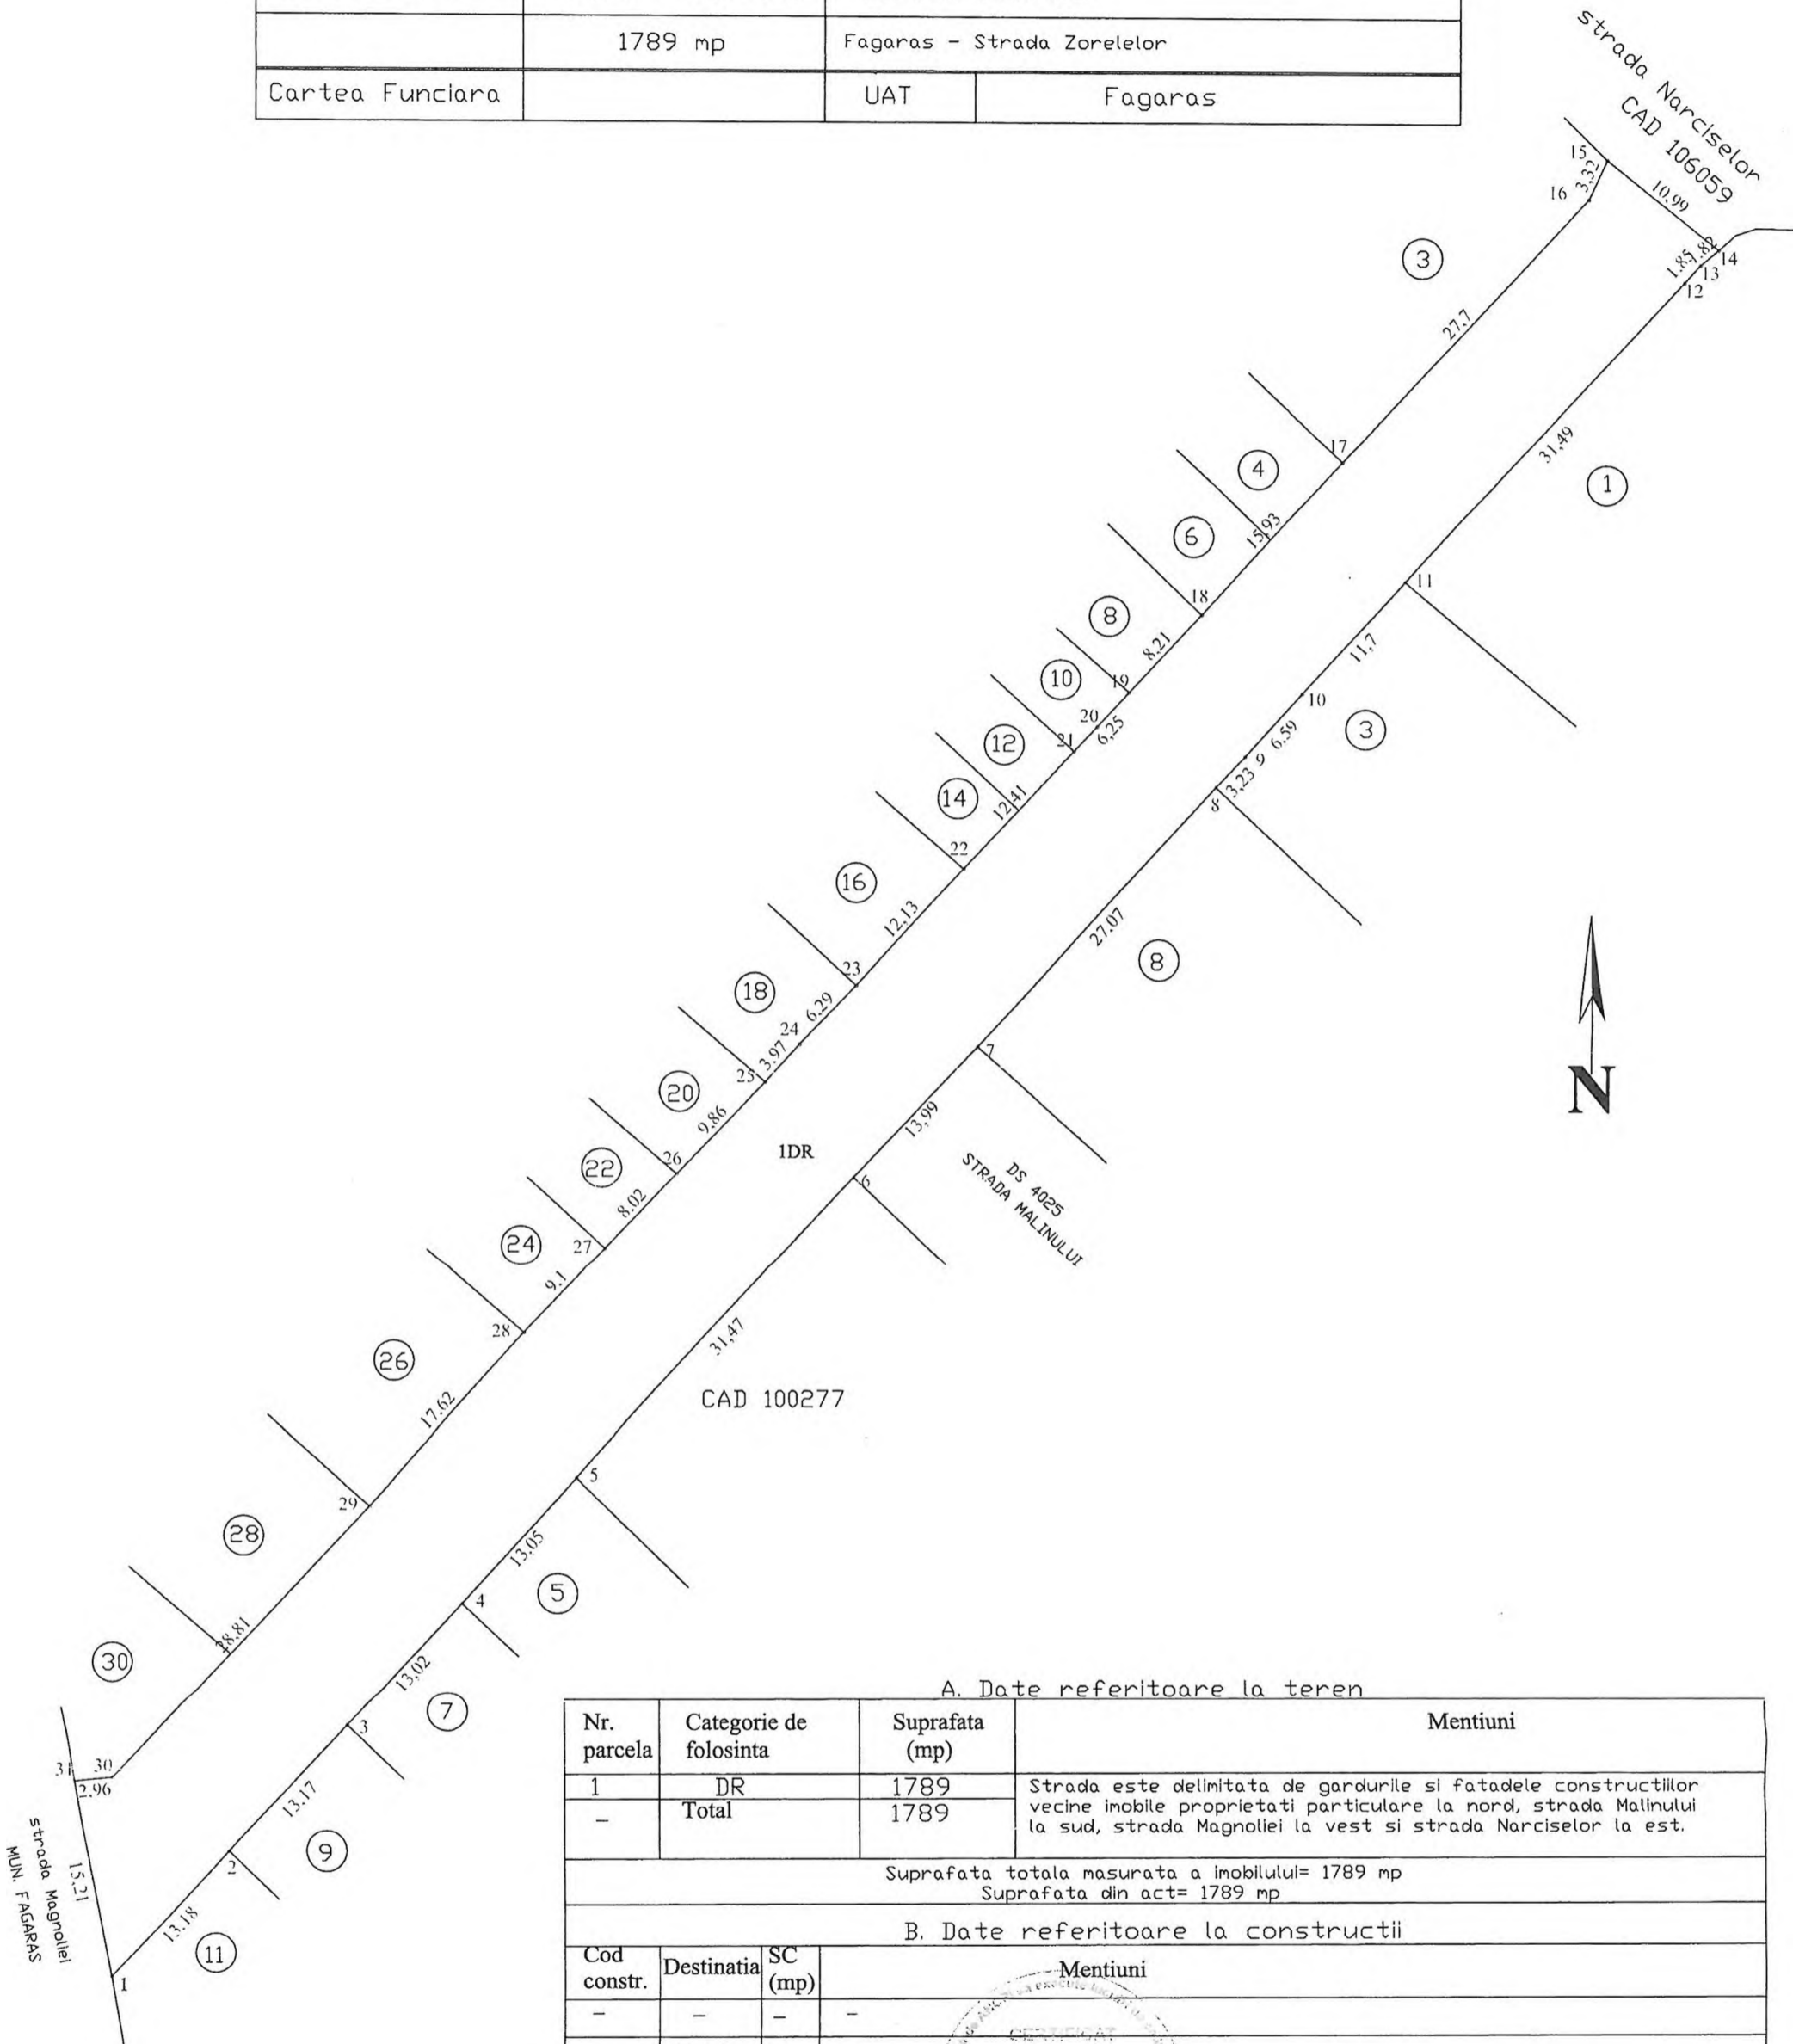 1789 mp
Fagaras - Strada Zorelelor
Cartea Funciara
UAT
Fagaras
strada Narciselor
CAD 106059
15
3,32
16
10.99
1.82
1.85
14
13
12
3
27,7
17
31,49
1
4
15,93
6
18
11
8
8,21
11,7
10
19
20
6,25
10
12
21
6.59
3
9
3,23
8
14
12,41
22
16
12,13
27.07
8
23
18
6,29
24
3.97
25
7
20
9,86
13,99
26
1DR
DS 4025
STRADA MALINULUI
6
22
8.02
24
27
9.1
28
31,47
N
26
17.62
CAD 100277
29
5
28
13,05
5
4
28,81
30
13,02
7
3
31
30
2.96
13.17
9
2
strada Magnoliei
MUN. FAGARAS
15.21
13.18
11
1
A. Date referitoare la teren
Nr. parcela
Categorie de folosinta
Suprafata (mp)
Mentiuni
1
DR
1789
Strada este delimitata de gardurile si fatadele constructiilor
vecine imobile proprietati particulare la nord, strada Malinului
la sud, strada Magnoliei la vest si strada Narciselor la est.
-
Total
1789
Suprafata totala masurata a imobilului= 1789 mp
Suprafata din act= 1789 mp
B. Date referitoare la constructii
Cod constr.
Destinatia
SC (mp)
Mentiuni
- - - -
CERTIFICAT